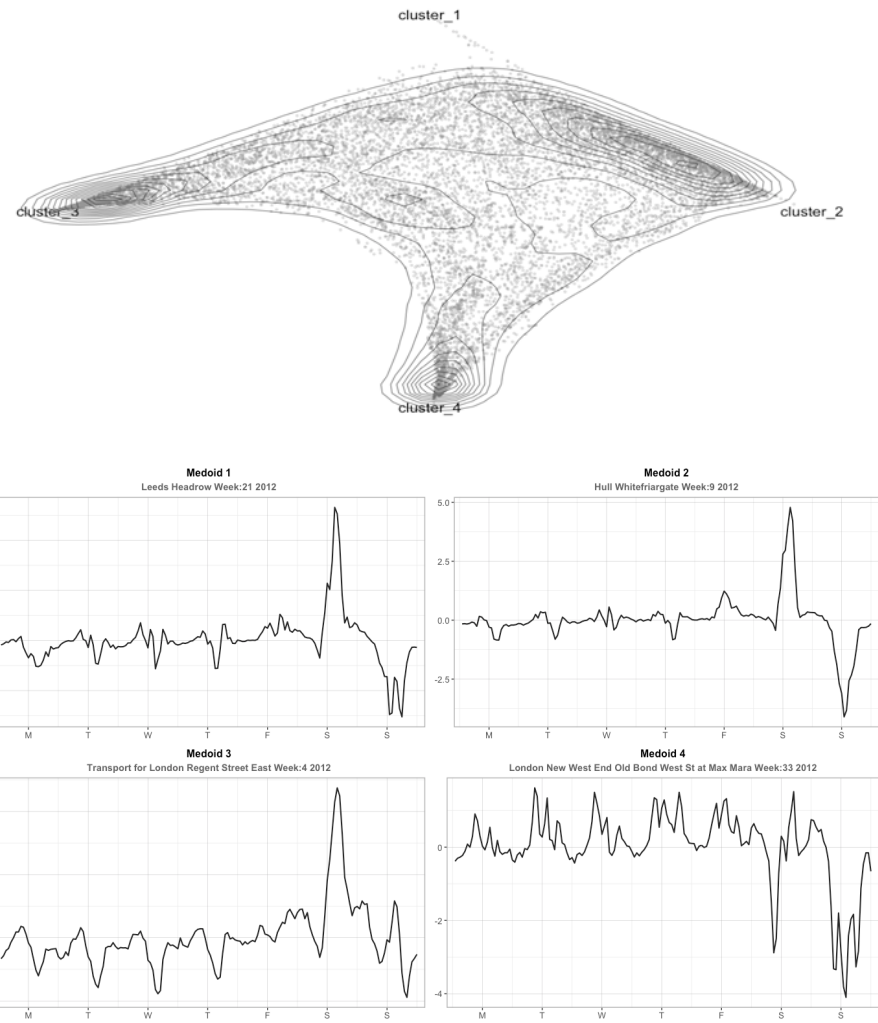 cluster_1
cluster_3
cluster_2
cluster_4
Medoid 1
Leeds Headrow Week:21 2012
M T W T F S S
Medoid 2
Hull Whitefriargate Week:9 2012
5.0
2.5
0.0
-2.5
M T W T F S S
Medoid 3
Transport for London Regent Street East Week:4 2012
M T W T F S S
Medoid 4
London New West End Old Bond West St at Max Mara Week:33 2012
0
-2
-4
M T W T F S S